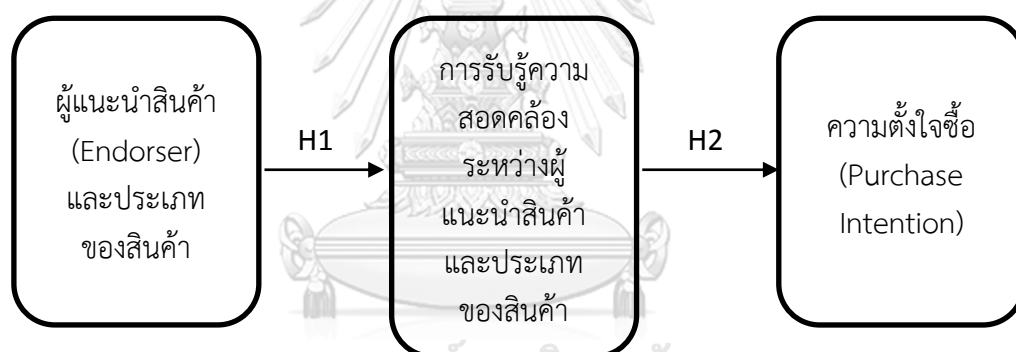 ผู้แนะนำสินค้า
(Endorser)
และประเภท
ของสินค้า
H1
การรับรู้ความ
สอดคล้อง
ระหว่างผู้
แนะนำสินค้า
และประเภท
ของสินค้า
H2
ความตั้งใจซื้อ
(Purchase
Intention)